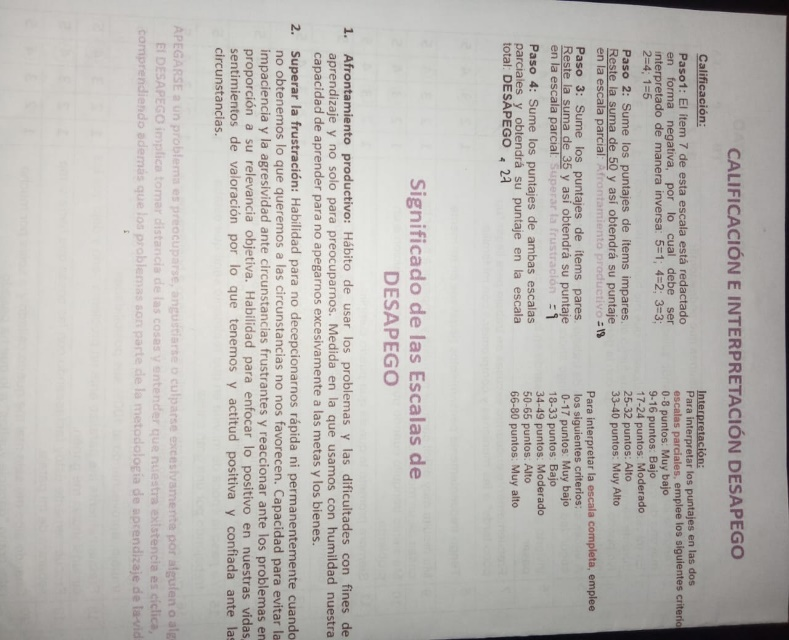 CALIFICACIÓN E INTERPRETACIÓN DESAPEGO
Calificación:
Paso1: El ítem 7 de esta escala está redactado
en forma negativa, por lo cual debe ser
interpretado de manera inversa: 5=1; 4=2; 3=3;
2=4; 1=5
Paso 2: Sume los puntajes de ítems impares.
Reste la suma de 50 y así obtendrá su puntaje
en la escala parcial: Afrontamiento productivo = 18
Paso 3: Sume los puntajes de ítems pares.
Reste la suma de 35 y así obtendrá su puntaje
en la escala parcial: Superar la frustración = 9
Paso 4: Sume los puntajes de ambas escalas
parciales y obtendrá su puntaje en la escala
total: DESAPEGO = 27
Interpretación:
Para interpretar los puntajes en las dos
escalas parciales, emplee los siguientes criterio
0-8 puntos: Muy bajo
9-16 puntos: Bajo
17-24 puntos: Moderado
25-32 puntos: Alto
33-40 puntos: Muy Alto
Para interpretar la escala completa, emplee
los siguientes criterios:
0-17 puntos: Muy bajo
18-33 puntos: Bajo
34-49 puntos: Moderado
50-65 puntos: Alto
66-80 puntos: Muy alto
Significado de las Escalas de
DESAPEGO
1. Afrontamiento productivo: Hábito de usar los problemas y las dificultades con fines de
aprendizaje y no solo para preocuparnos. Medida en la que usamos con humildad nuestra
capacidad de aprender para no apegarnos excesivamente a las metas y los bienes.
2. Superar la frustración: Habilidad para no decepcionarnos rápida ni permanentemente cuando
no obtenemos lo que queremos a las circunstancias no nos favorecen. Capacidad para evitar la
impaciencia y la agresividad ante circunstancias frustrantes y reaccionar ante los problemas en
proporción a su relevancia objetiva. Habilidad para enfocar lo positivo en nuestras vidas,
sentimientos de valoración por lo que tenemos y actitud positiva y confiada ante las
circunstancias.
APEGARSE a un problema es preocuparse, angustiarse o culparse excesivamente por alguien o alg
El DESAPEGO implica tomar distancia de las cosas y entender que nuestra existencia es cíclica,
comprendiendo además que los problemas son parte de la metodología de aprendizaje de la vid